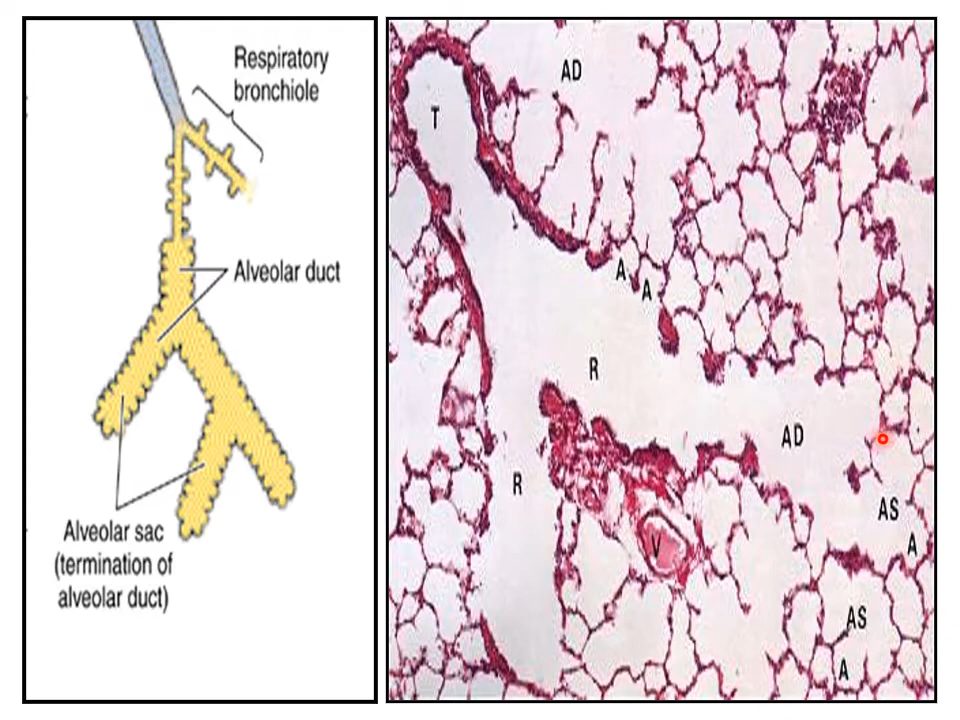 Respiratory
bronchiole
Alveolar duct
Alveolar sac
(termination of
alveolar duct)
AD
T
A
A
R
AD
R
AS
V
A
AS
A